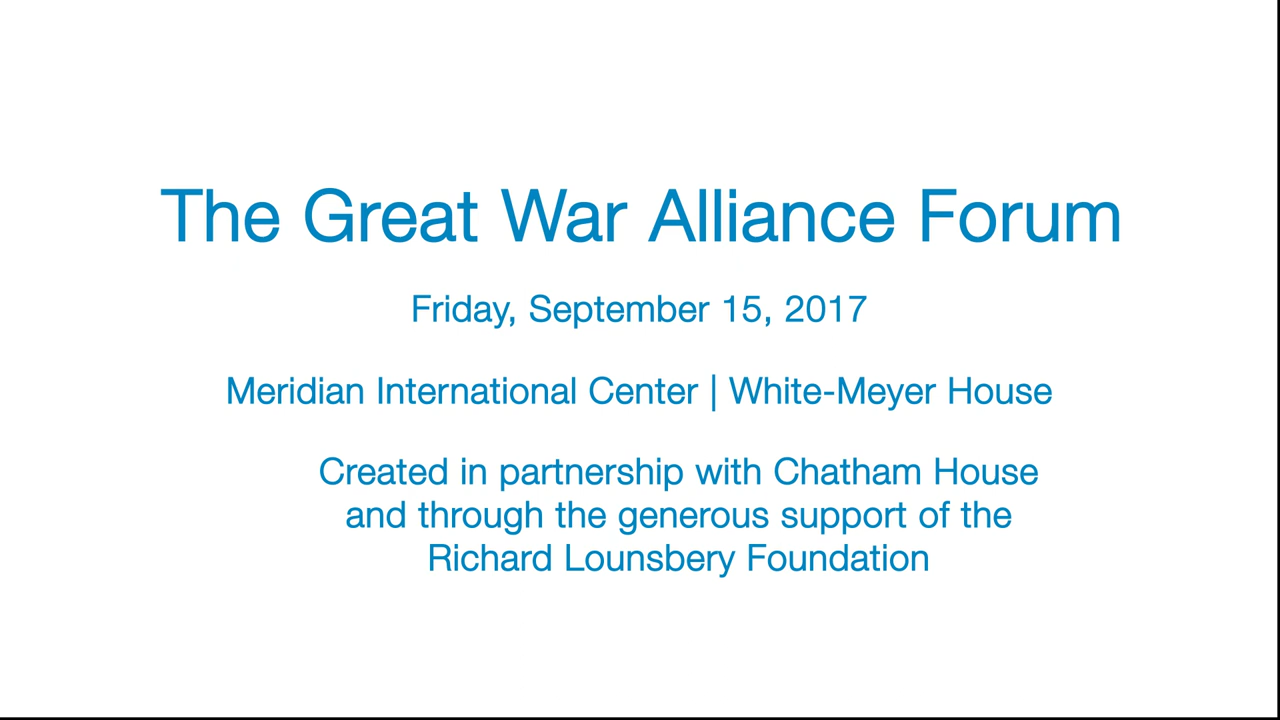 The Great War Alliance Forum
Friday, September 15, 2017
Meridian International Center | White-Meyer House
Created in partnership with Chatham House
and through the generous support of the
Richard Lounsbery Foundation